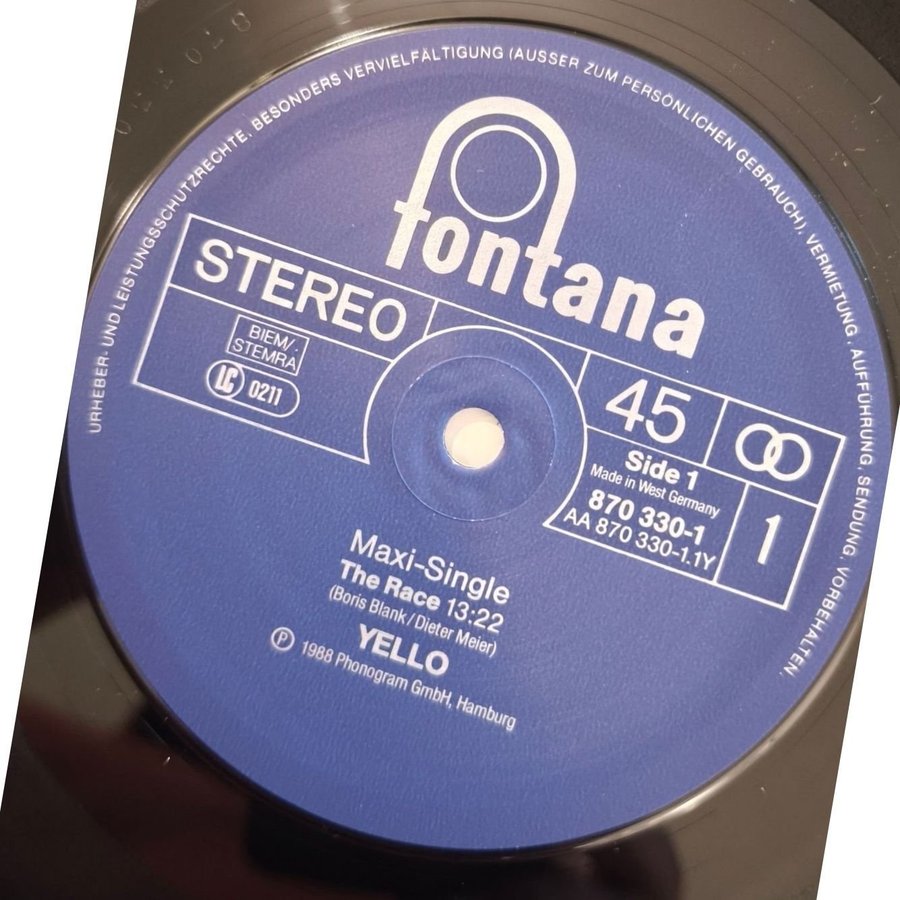 URHEBER- UND LEISTUNGSSCHUTZRECHTE, BESONDERS VERVIELFÄLTIGUNG (AUSSER ZUM PERSÖNLICHEN GEBRAUCH), VERMIETUNG, AUFFÜHRUNG, SENDUNG, VORBEHALTEN.
fontana
STEREO
BIEM/.
STEMRA
LC 0211
45
Side 1
Made in West Germany
870 330-1
AA 870 330-1.1Y
1
Maxi-Single
The Race 13:22
(Boris Blank / Dieter Meier)
YELLO
℗ 1988 Phonogram GmbH, Hamburg